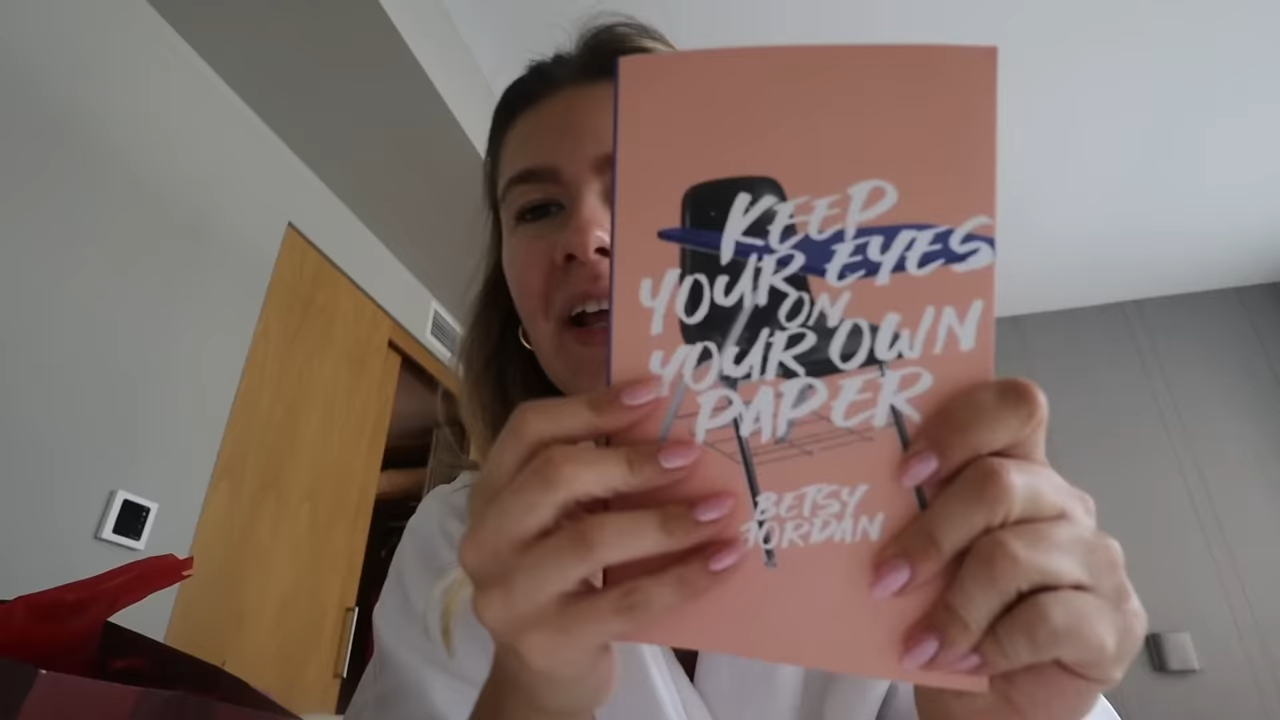 KEEP
YOUR EYES
ON
YOUR OWN
PAPER
BETSY
JORDAN